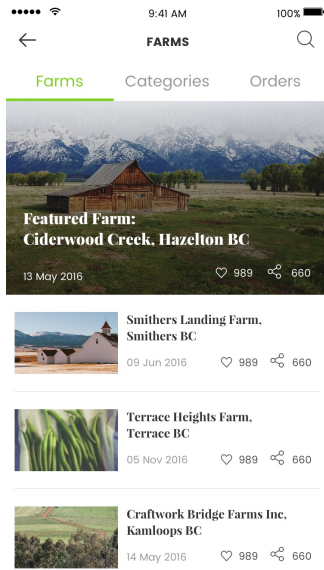 9:41 AM
100%
FARMS
Farms Categories Orders
Featured Farm:
Ciderwood Creek, Hazelton BC
13 May 2016 989 660
Smithers Landing Farm,
Smithers BC
09 Jun 2016 989 660
Terrace Heights Farm,
Terrace BC
05 Nov 2016 989 660
Craftwork Bridge Farms Inc,
Kamloops BC
14 May 2016 989 660